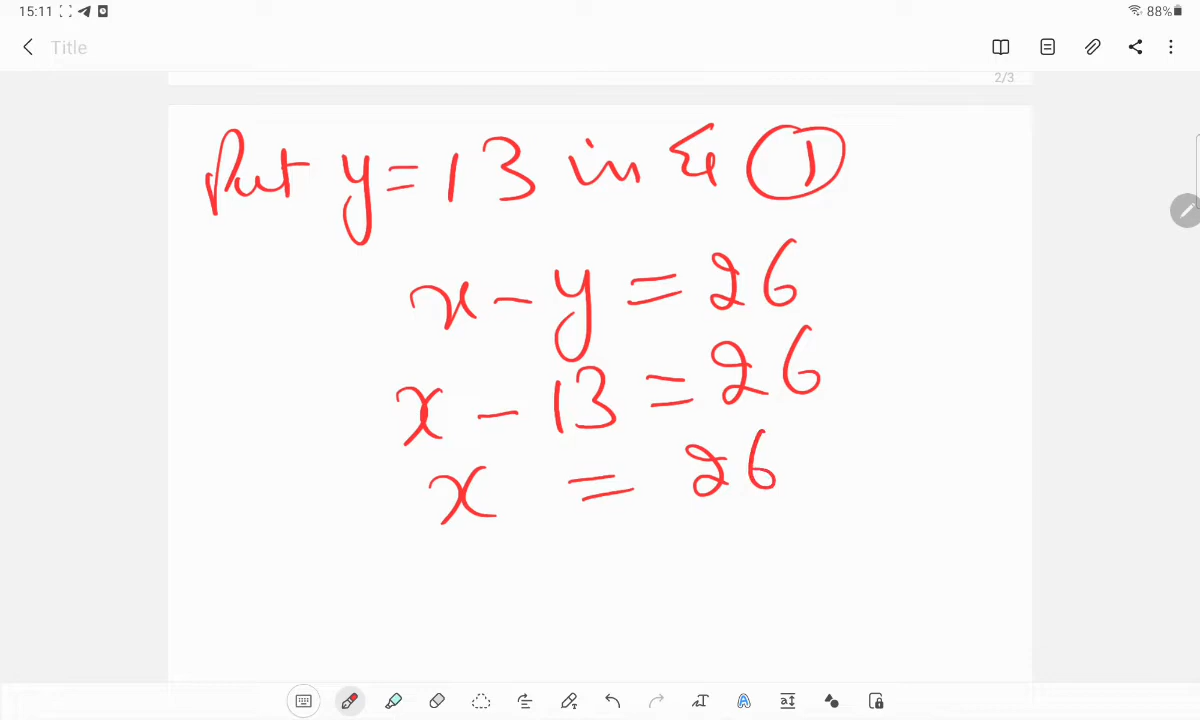 15:11 88%
Title
2/3
Put y = 13 in eq ①
x - y = 26
x - 13 = 26
x = 26